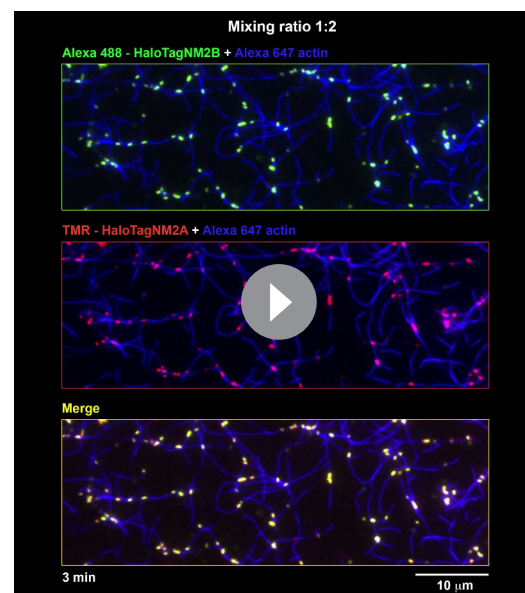 Mixing ratio 1:2
Alexa 488 - HaloTagNM2B + Alexa 647 actin
TMR - HaloTagNM2A + Alexa 647 actin
Merge
3 min
10 μm